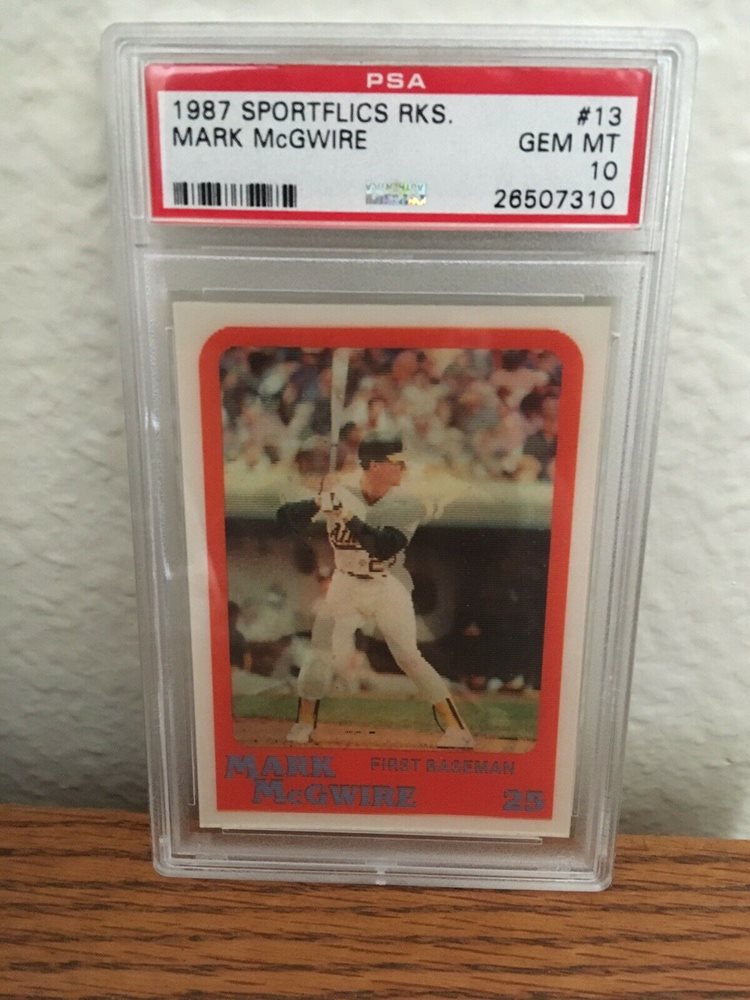 PSA
1987 SPORTFLICS RKS. #13
MARK McGWIRE GEM MT
10
26507310
MARK FIRST BASEMAN
McGWIRE 25